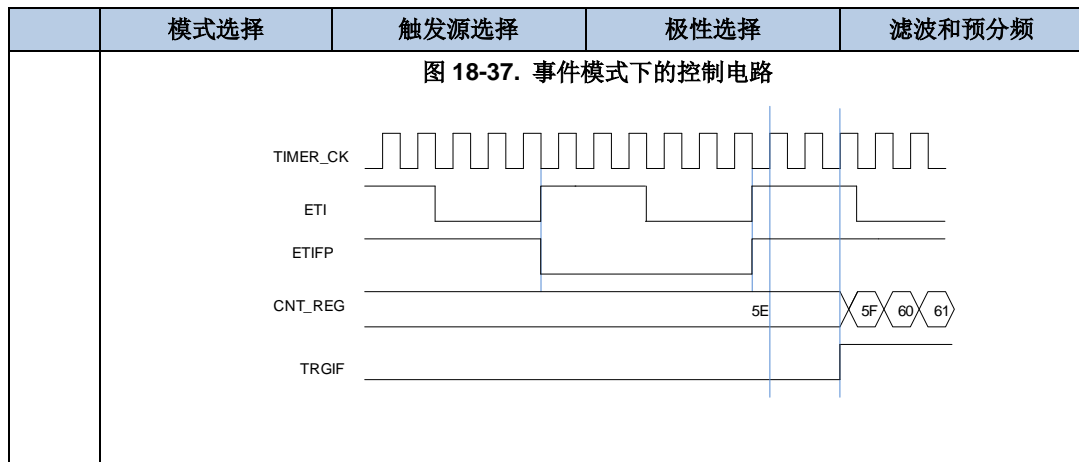 模式选择 触发源选择 极性选择 滤波和预分频
图 18-37. 事件模式下的控制电路
TIMER_CK
ETI
ETIFP
CNT_REG 5E 5F 60 61
TRGIF